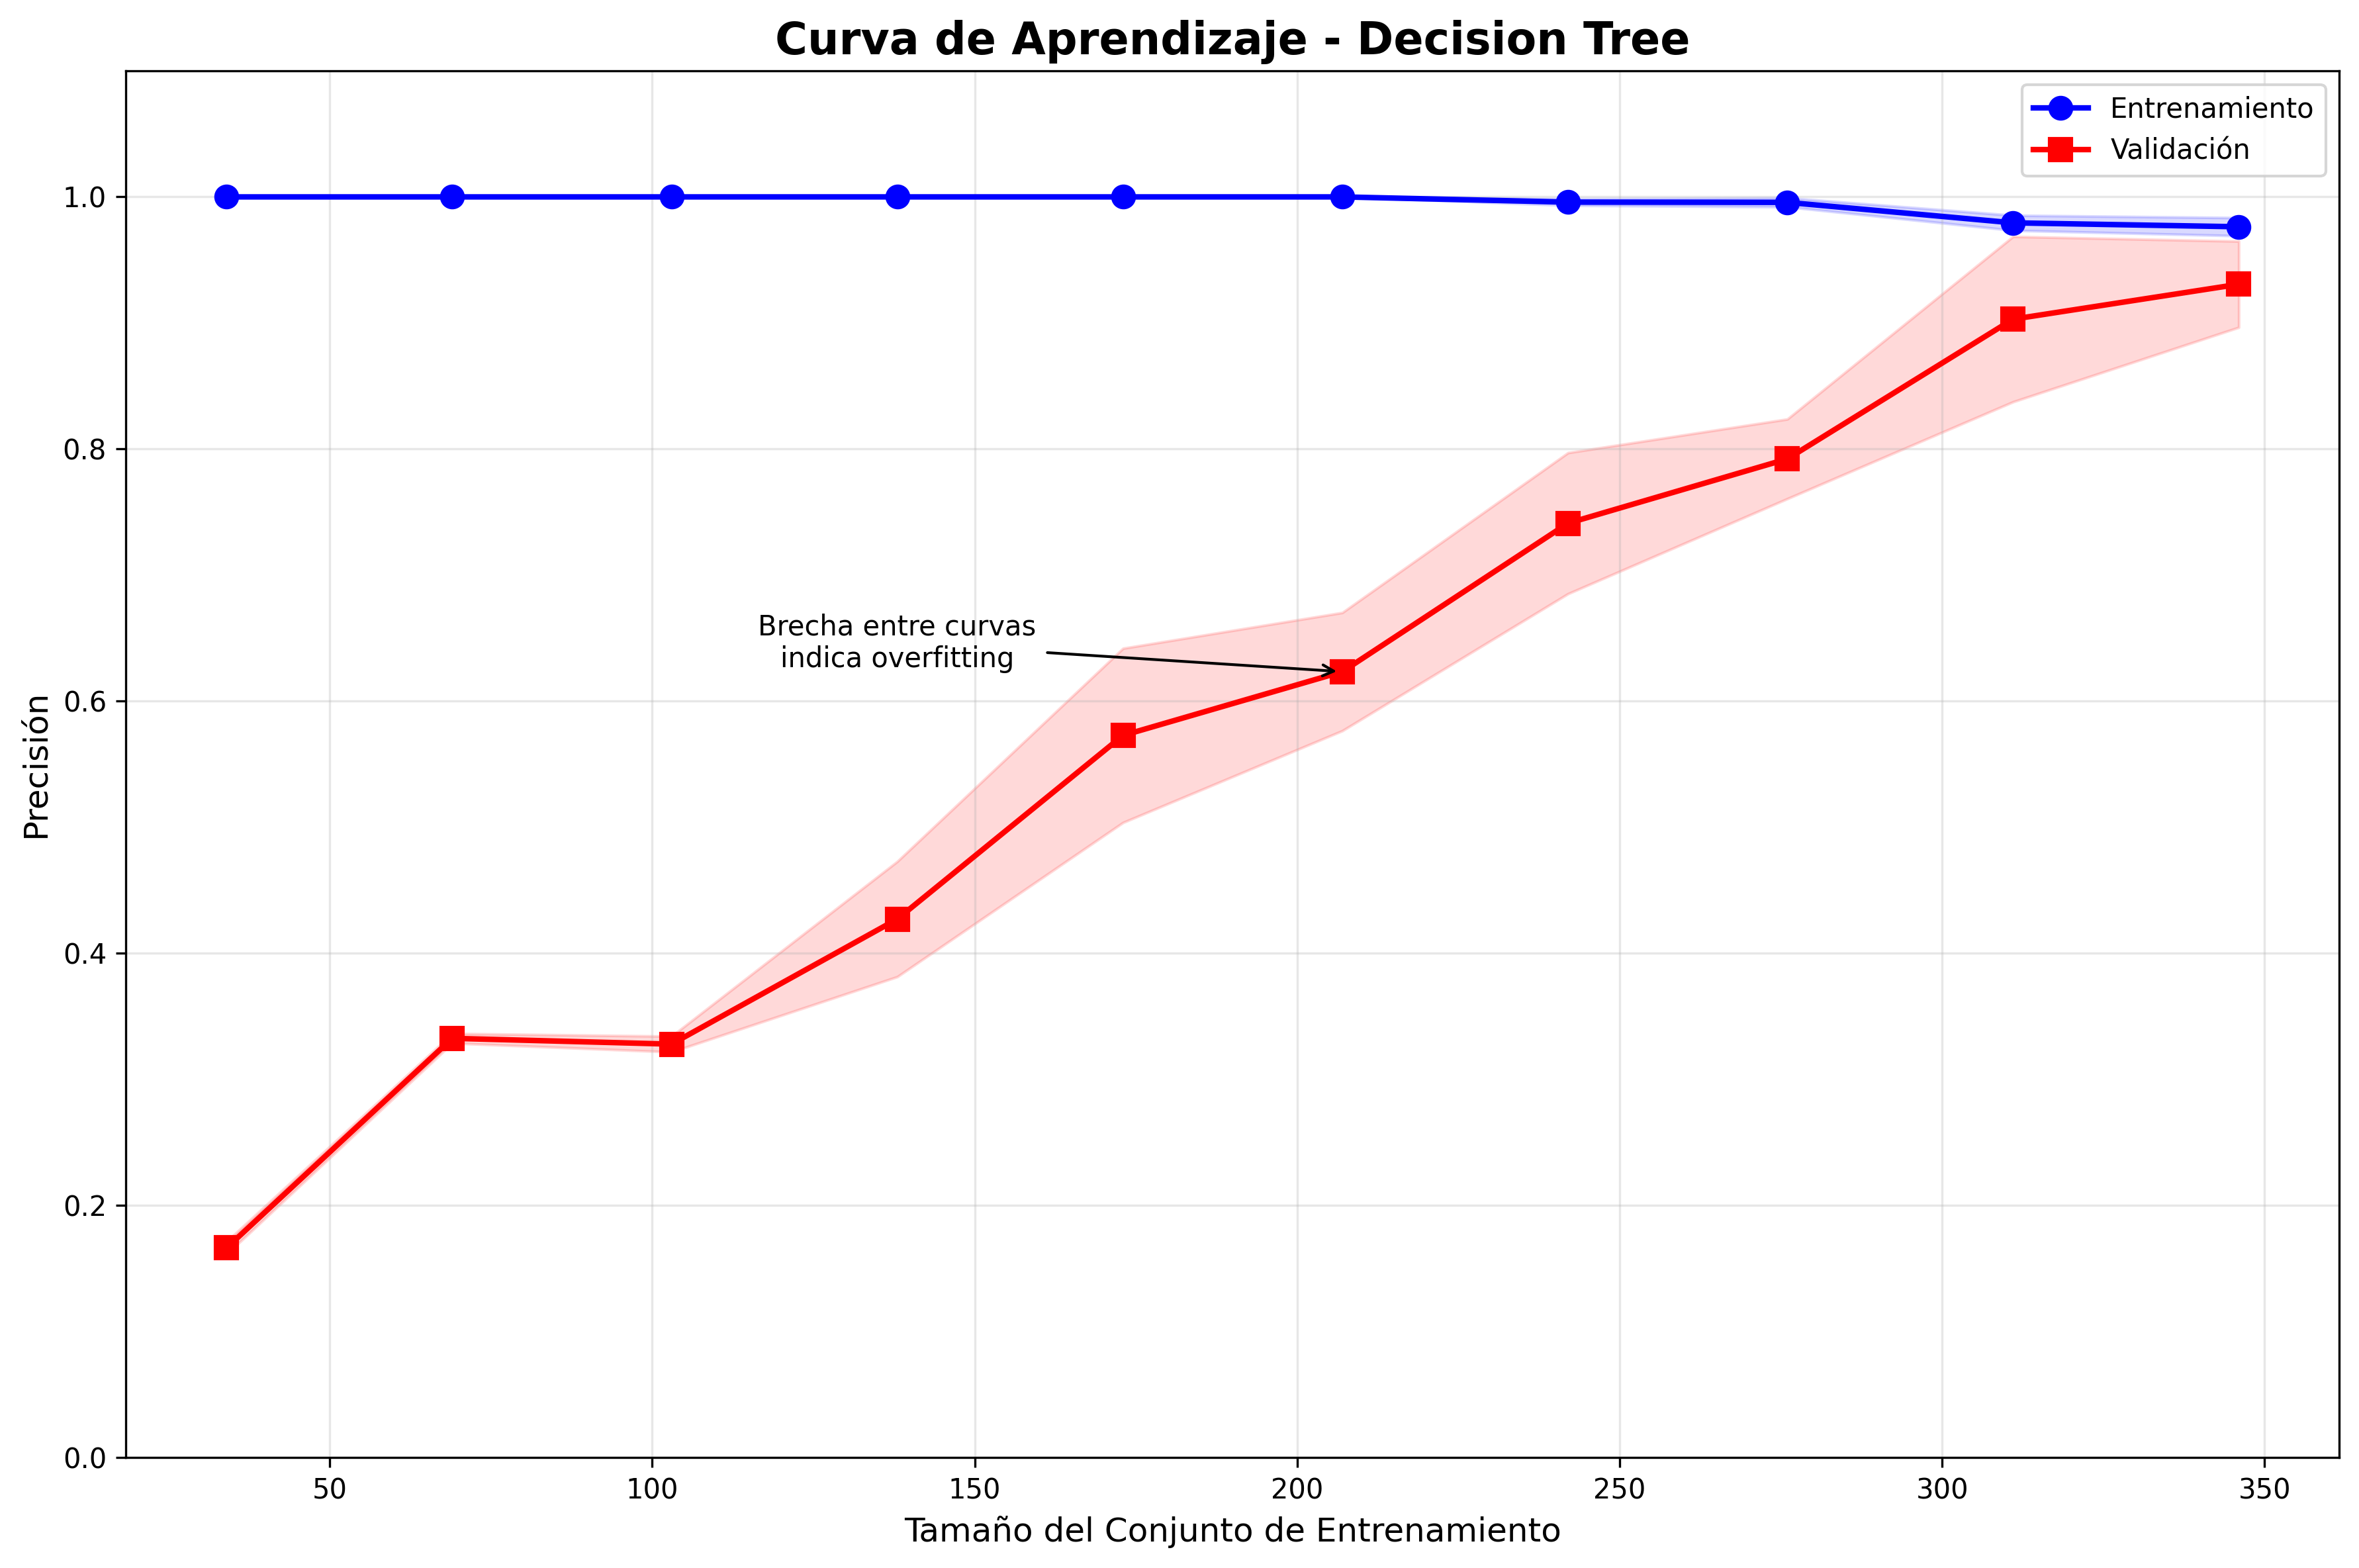 Curva de Aprendizaje - Decision Tree
Entrenamiento
Validación
1.0
0.8
Brecha entre curvas
indica overfitting
0.6
Precisión
0.4
0.2
0.0
50 100 150 200 250 300 350
Tamaño del Conjunto de Entrenamiento